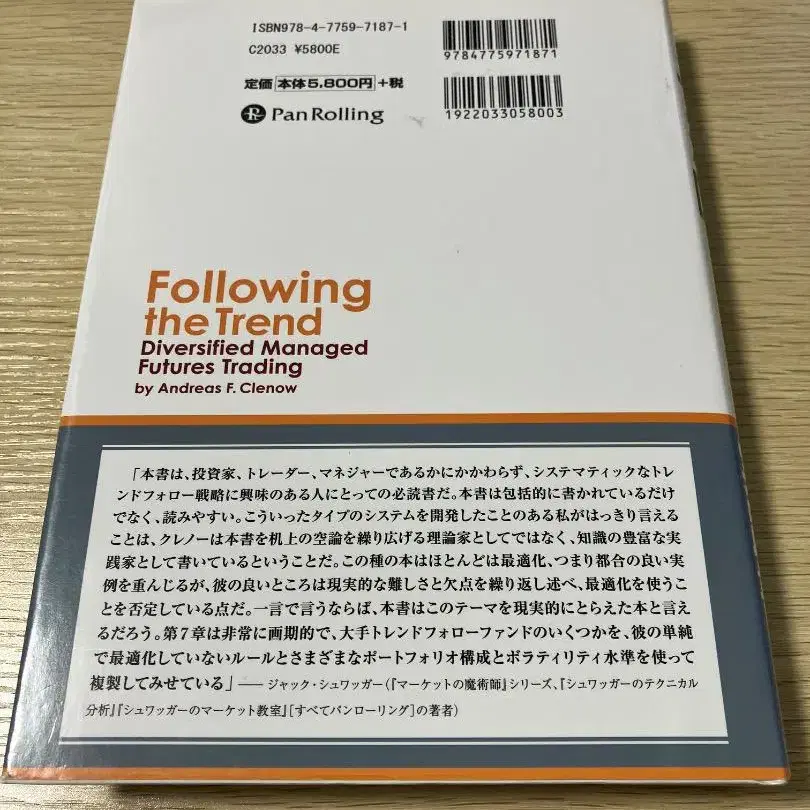 ISBN978-4-7759-7187-1
C2033 ¥5800E
9784775971871
定価 本体5,800円 +税
1922033058003
PanRolling
Following
the Trend
Diversified Managed
Futures Trading
by Andreas F. Clenow
「本書は、投資家、トレーダー、マネジャーであるかにかかわらず、システマティックなトレ
ンドフォロー戦略に興味のある人にとっての必読書だ。本書は包括的に書かれているだけ
でなく、読みやすい。こういったタイプのシステムを開発したことのある私がはっきり言える
ことは、クレノーは本書を机上の空論を繰り広げる理論家としてではなく、知識の豊富な実
践家として書いているということだ。この種の本はほとんどは最適化、つまり都合の良い実
例を重んじるが、彼の良いところは現実的な難しさと欠点を繰り返し述べ、最適化を使うこ
とを否定している点だ。一言で言うならば、本書はこのテーマを現実的にとらえた本と言え
るだろう。第7章は非常に画期的で、大手トレンドフォローファンドのいくつかを、彼の単純
で最適化していないルールとさまざまなポートフォリオ構成とボラティリティ水準を使って
複製してみせている」── ジャック・シュワッガー(『マーケットの魔術師』シリーズ、『シュワッガーのテクニカル
分析』『シュワッガーのマーケット教室』[すべてパンローリング]の著者)